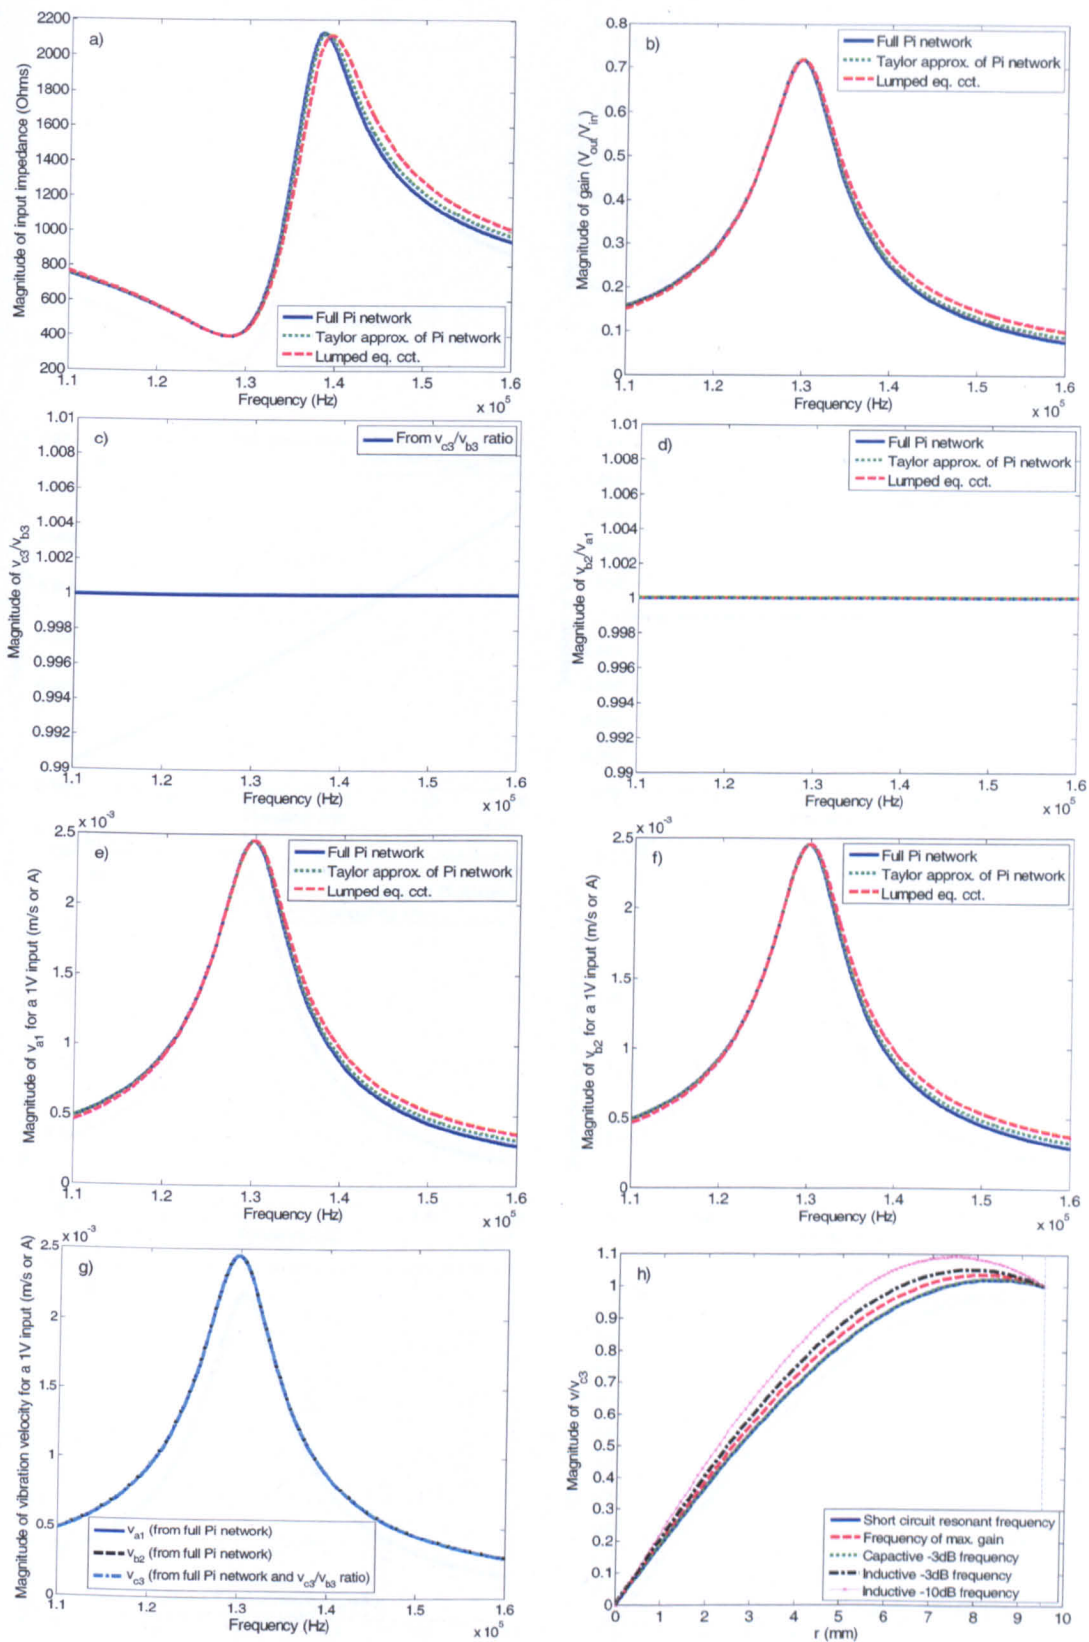 a)
Magnitude of input impedance (Ohms)
2200
2000
1800
1600
1400
1200
1000
800
600
400
200
Full Pi network
Taylor approx. of Pi network
Lumped eq. cct.
1.1
1.2
1.3
1.4
1.5
1.6
Frequency (Hz)
x 10^5
b)
Magnitude of gain (V_out/V_in)
0.8
0.7
0.6
0.5
0.4
0.3
0.2
0.1
0
Full Pi network
Taylor approx. of Pi network
Lumped eq. cct.
1.1
1.2
1.3
1.4
1.5
1.6
Frequency (Hz)
x 10^5
c)
Magnitude of v_c3/v_b3
1.01
1.008
1.006
1.004
1.002
1
0.998
0.996
0.994
0.992
0.99
From v_c3/v_b3 ratio
1.1
1.2
1.3
1.4
1.5
1.6
Frequency (Hz)
x 10^5
d)
Magnitude of v_b2/v_a1
1.01
1.008
1.006
1.004
1.002
1
0.998
0.996
0.994
0.992
0.99
Full Pi network
Taylor approx. of Pi network
Lumped eq. cct.
1.1
1.2
1.3
1.4
1.5
1.6
Frequency (Hz)
x 10^5
e)
Magnitude of v_a1 for a 1V input (m/s or A)
x 10^-3
2.5
2
1.5
1
0.5
0
Full Pi network
Taylor approx. of Pi network
Lumped eq. cct.
1.1
1.2
1.3
1.4
1.5
1.6
Frequency (Hz)
x 10^5
f)
Magnitude of v_b2 for a 1V input (m/s or A)
x 10^-3
2.5
2
1.5
1
0.5
0
Full Pi network
Taylor approx. of Pi network
Lumped eq. cct.
1.1
1.2
1.3
1.4
1.5
1.6
Frequency (Hz)
x 10^5
g)
Magnitude of vibration velocity for a 1V input (m/s or A)
x 10^-3
2.5
2
1.5
1
0.5
0
v_a1 (from full Pi network)
v_b2 (from full Pi network)
v_c3 (from full Pi network and v_c3/v_b3 ratio)
1.1
1.2
1.3
1.4
1.5
1.6
Frequency (Hz)
x 10^5
h)
Magnitude of v/v_c3
1.1
1
0.9
0.8
0.7
0.6
0.5
0.4
0.3
0.2
0.1
0
Short circuit resonant frequency
Frequency of max. gain
Capactive -3dB frequency
Inductive -3dB frequency
Inductive -10dB frequency
0
1
2
3
4
5
6
7
8
9
10
r (mm)